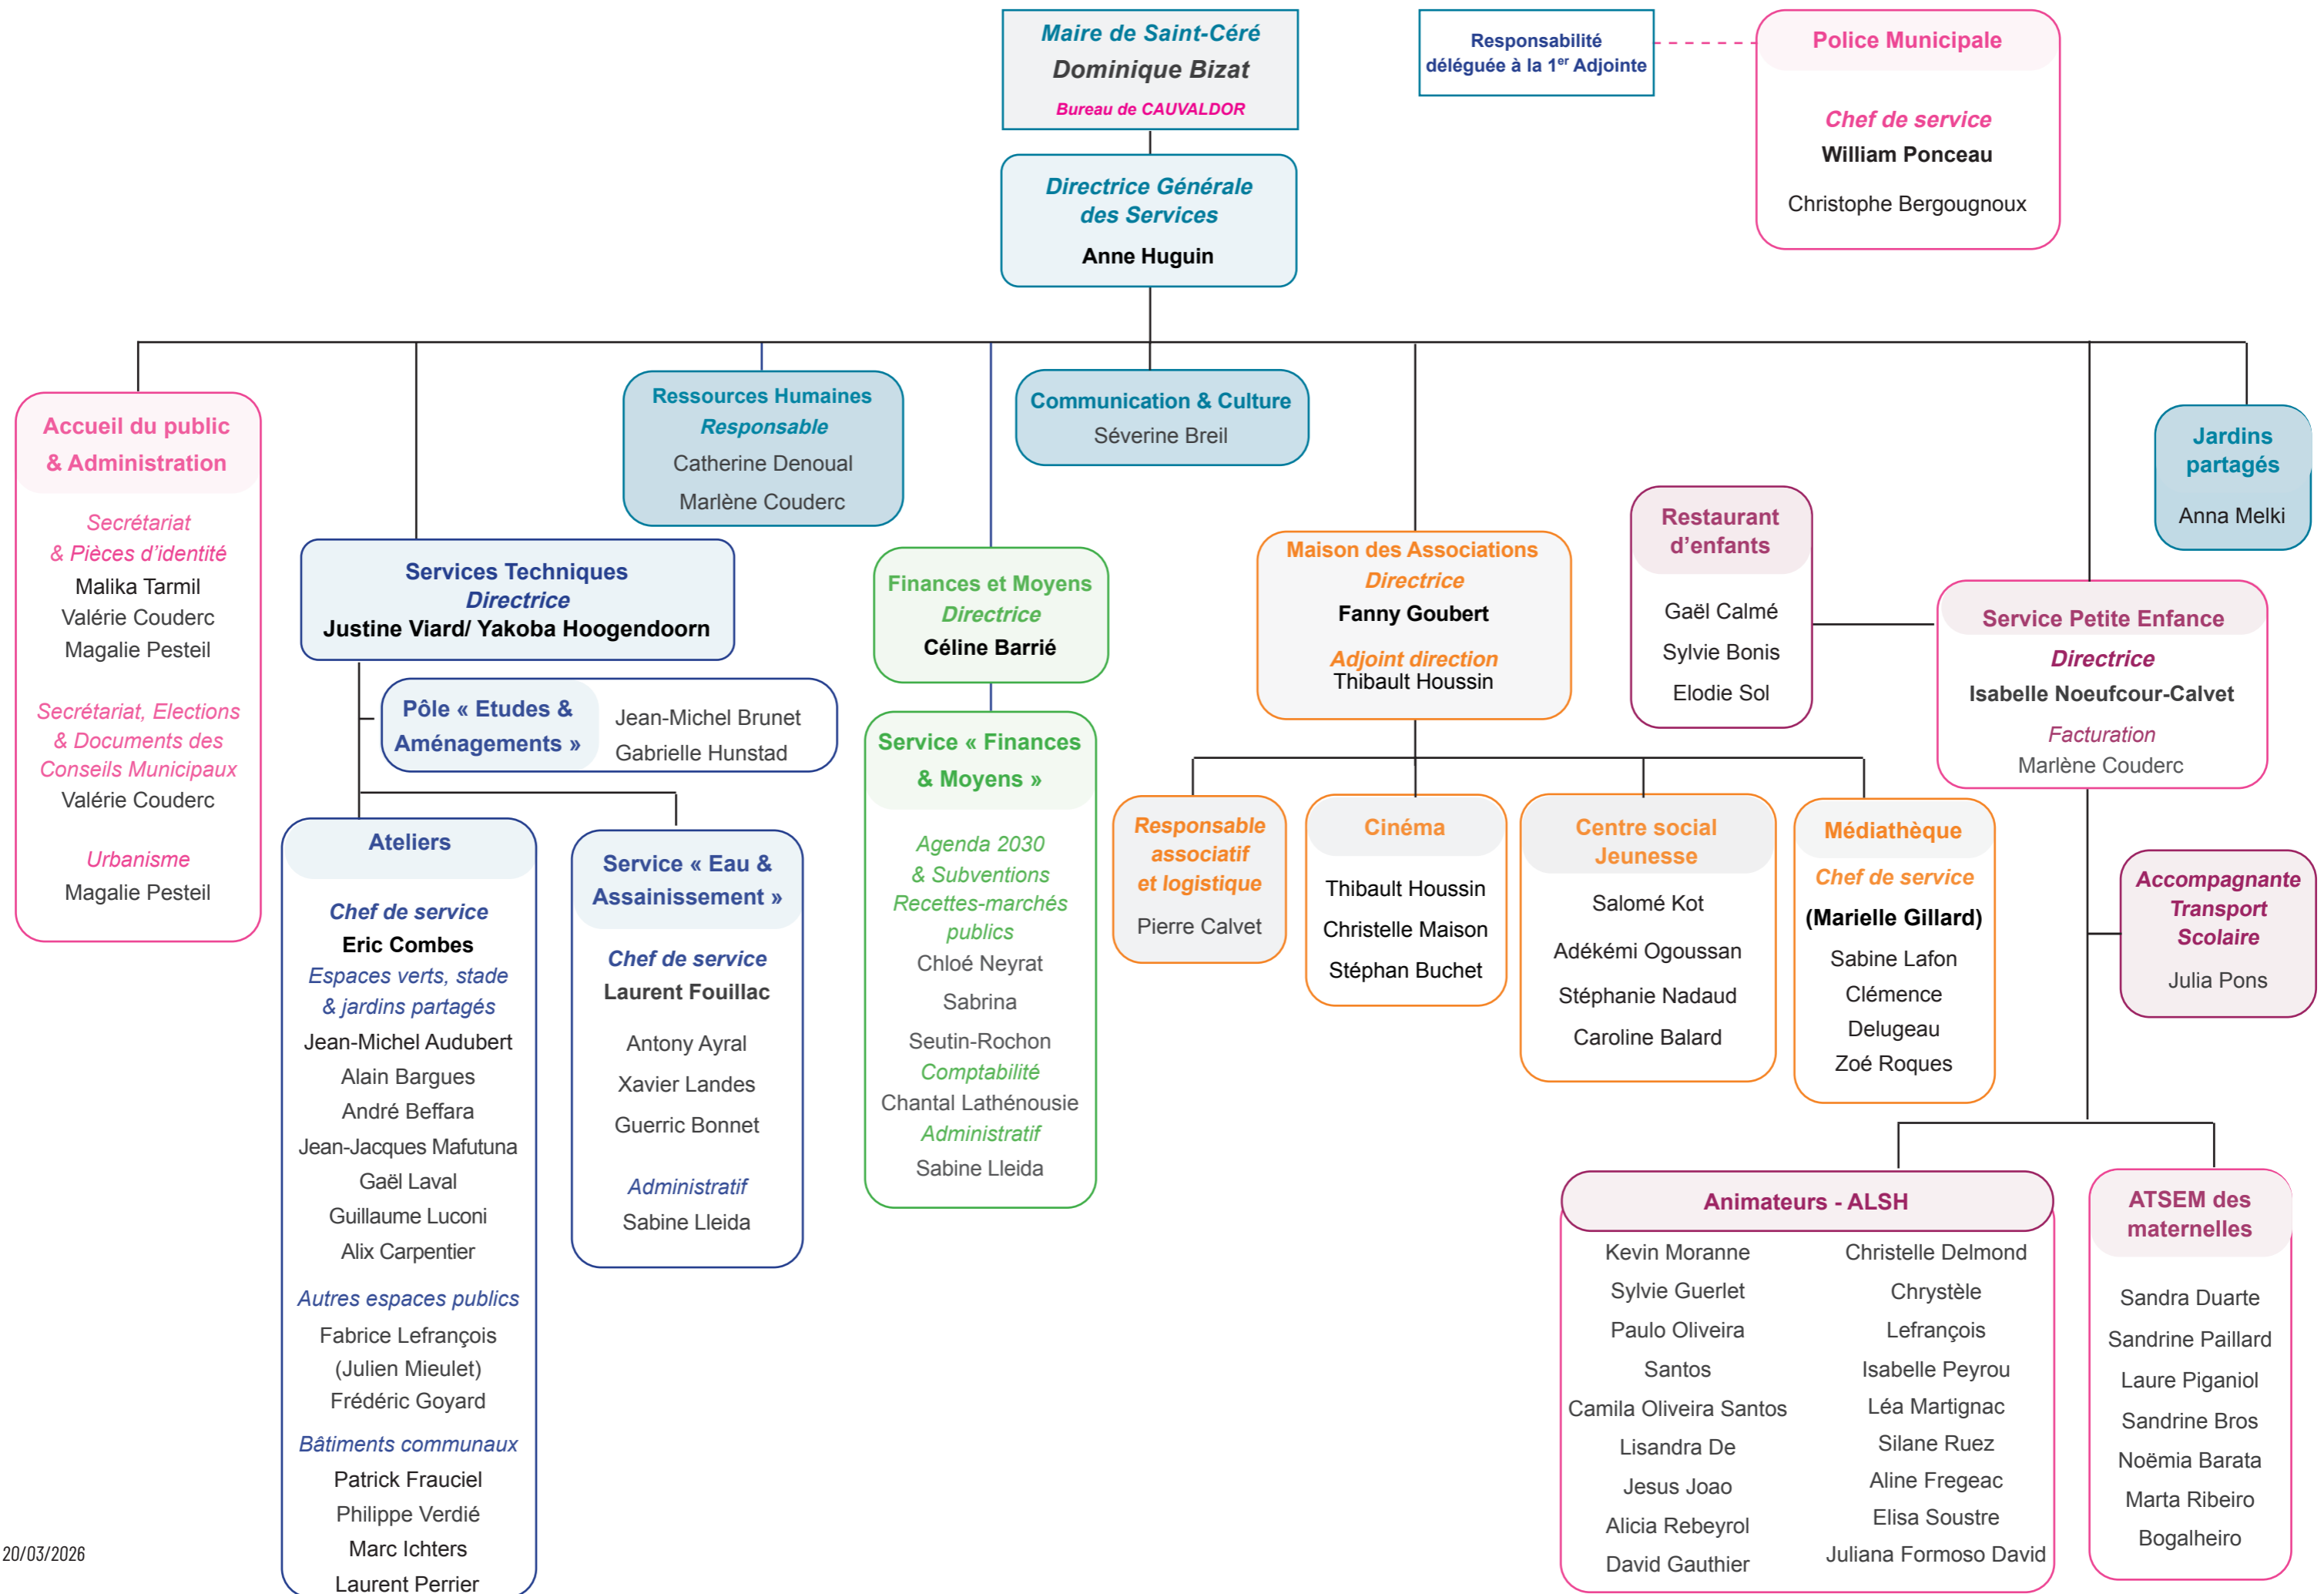 Maire de Saint-Céré
Dominique Bizat
Bureau de CAUVALDOR
Responsabilité
déléguée à la 1er Adjointe
Police Municipale
Chef de service
William Ponceau
Christophe Bergougnoux
Directrice Générale
des Services
Anne Huguin
Accueil du public
& Administration
Secrétariat
& Pièces d'identité
Malika Tarmil
Valérie Couderc
Magalie Pesteil
Secrétariat, Elections
& Documents des
Conseils Municipaux
Valérie Couderc
Urbanisme
Magalie Pesteil
Services Techniques
Directrice
Justine Viard/ Yakoba Hoogendoorn
Pôle « Etudes &
Aménagements »
Jean-Michel Brunet
Gabrielle Hunstad
Ateliers
Chef de service
Eric Combes
Espaces verts, stade
& jardins partagés
Jean-Michel Audubert
Alain Bargues
André Beffara
Jean-Jacques Mafutuna
Gaël Laval
Guillaume Luconi
Alix Carpentier
Autres espaces publics
Fabrice Lefrançois
(Julien Mieulet)
Frédéric Goyard
Bâtiments communaux
Patrick Frauciel
Philippe Verdié
Marc Ichters
Laurent Perrier
Service « Eau &
Assainissement »
Chef de service
Laurent Fouillac
Antony Ayral
Xavier Landes
Guerric Bonnet
Administratif
Sabine Lleida
Ressources Humaines
Responsable
Catherine Denoual
Marlène Couderc
Finances et Moyens
Directrice
Céline Barrié
Service « Finances
& Moyens »
Agenda 2030
& Subventions
Recettes-marchés
publics
Chloé Neyrat
Sabrina
Seutin-Rochon
Comptabilité
Chantal Lathénousie
Administratif
Sabine Lleida
Communication & Culture
Séverine Breil
Maison des Associations
Directrice
Fanny Goubert
Adjoint direction
Thibault Houssin
Responsable
associatif
et logistique
Pierre Calvet
Cinéma
Thibault Houssin
Christelle Maison
Stéphan Buchet
Centre social
Jeunesse
Salomé Kot
Adékémi Ogoussan
Stéphanie Nadaud
Caroline Balard
Médiathèque
Chef de service
(Marielle Gillard)
Sabine Lafon
Clémence
Delugeau
Zoé Roques
Restaurant
d'enfants
Gaël Calmé
Sylvie Bonis
Elodie Sol
Service Petite Enfance
Directrice
Isabelle Noeufcour-Calvet
Facturation
Marlène Couderc
Jardins
partagés
Anna Melki
Accompagnante
Transport
Scolaire
Julia Pons
Animateurs - ALSH
Kevin Moranne
Sylvie Guerlet
Paulo Oliveira
Santos
Camila Oliveira Santos
Lisandra De
Jesus Joao
Alicia Rebeyrol
David Gauthier
Christelle Delmond
Chrystèle
Lefrançois
Isabelle Peyrou
Léa Martignac
Silane Ruez
Aline Fregeac
Elisa Soustre
Juliana Formoso David
ATSEM des
maternelles
Sandra Duarte
Sandrine Paillard
Laure Piganiol
Sandrine Bros
Noëmia Barata
Marta Ribeiro
Bogalheiro
20/03/2026